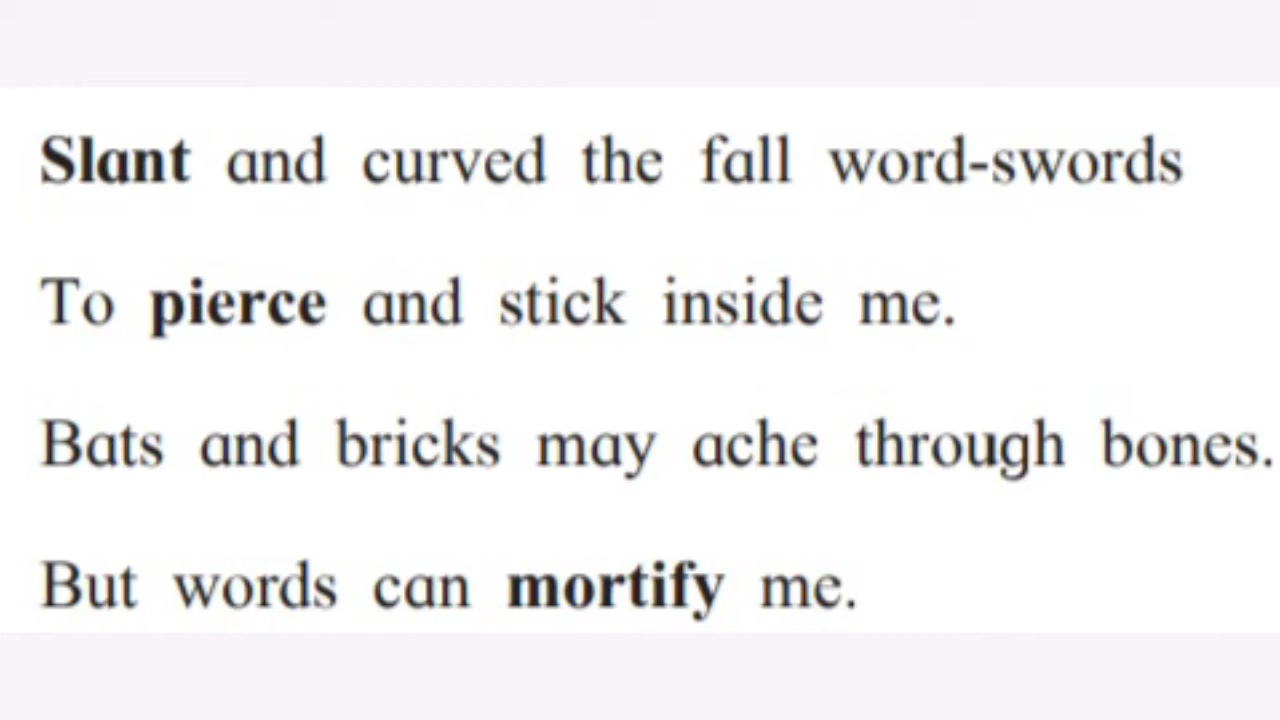 Slant and curved the fall word-swords
To pierce and stick inside me.
Bats and bricks may ache through bones.
But words can mortify me.